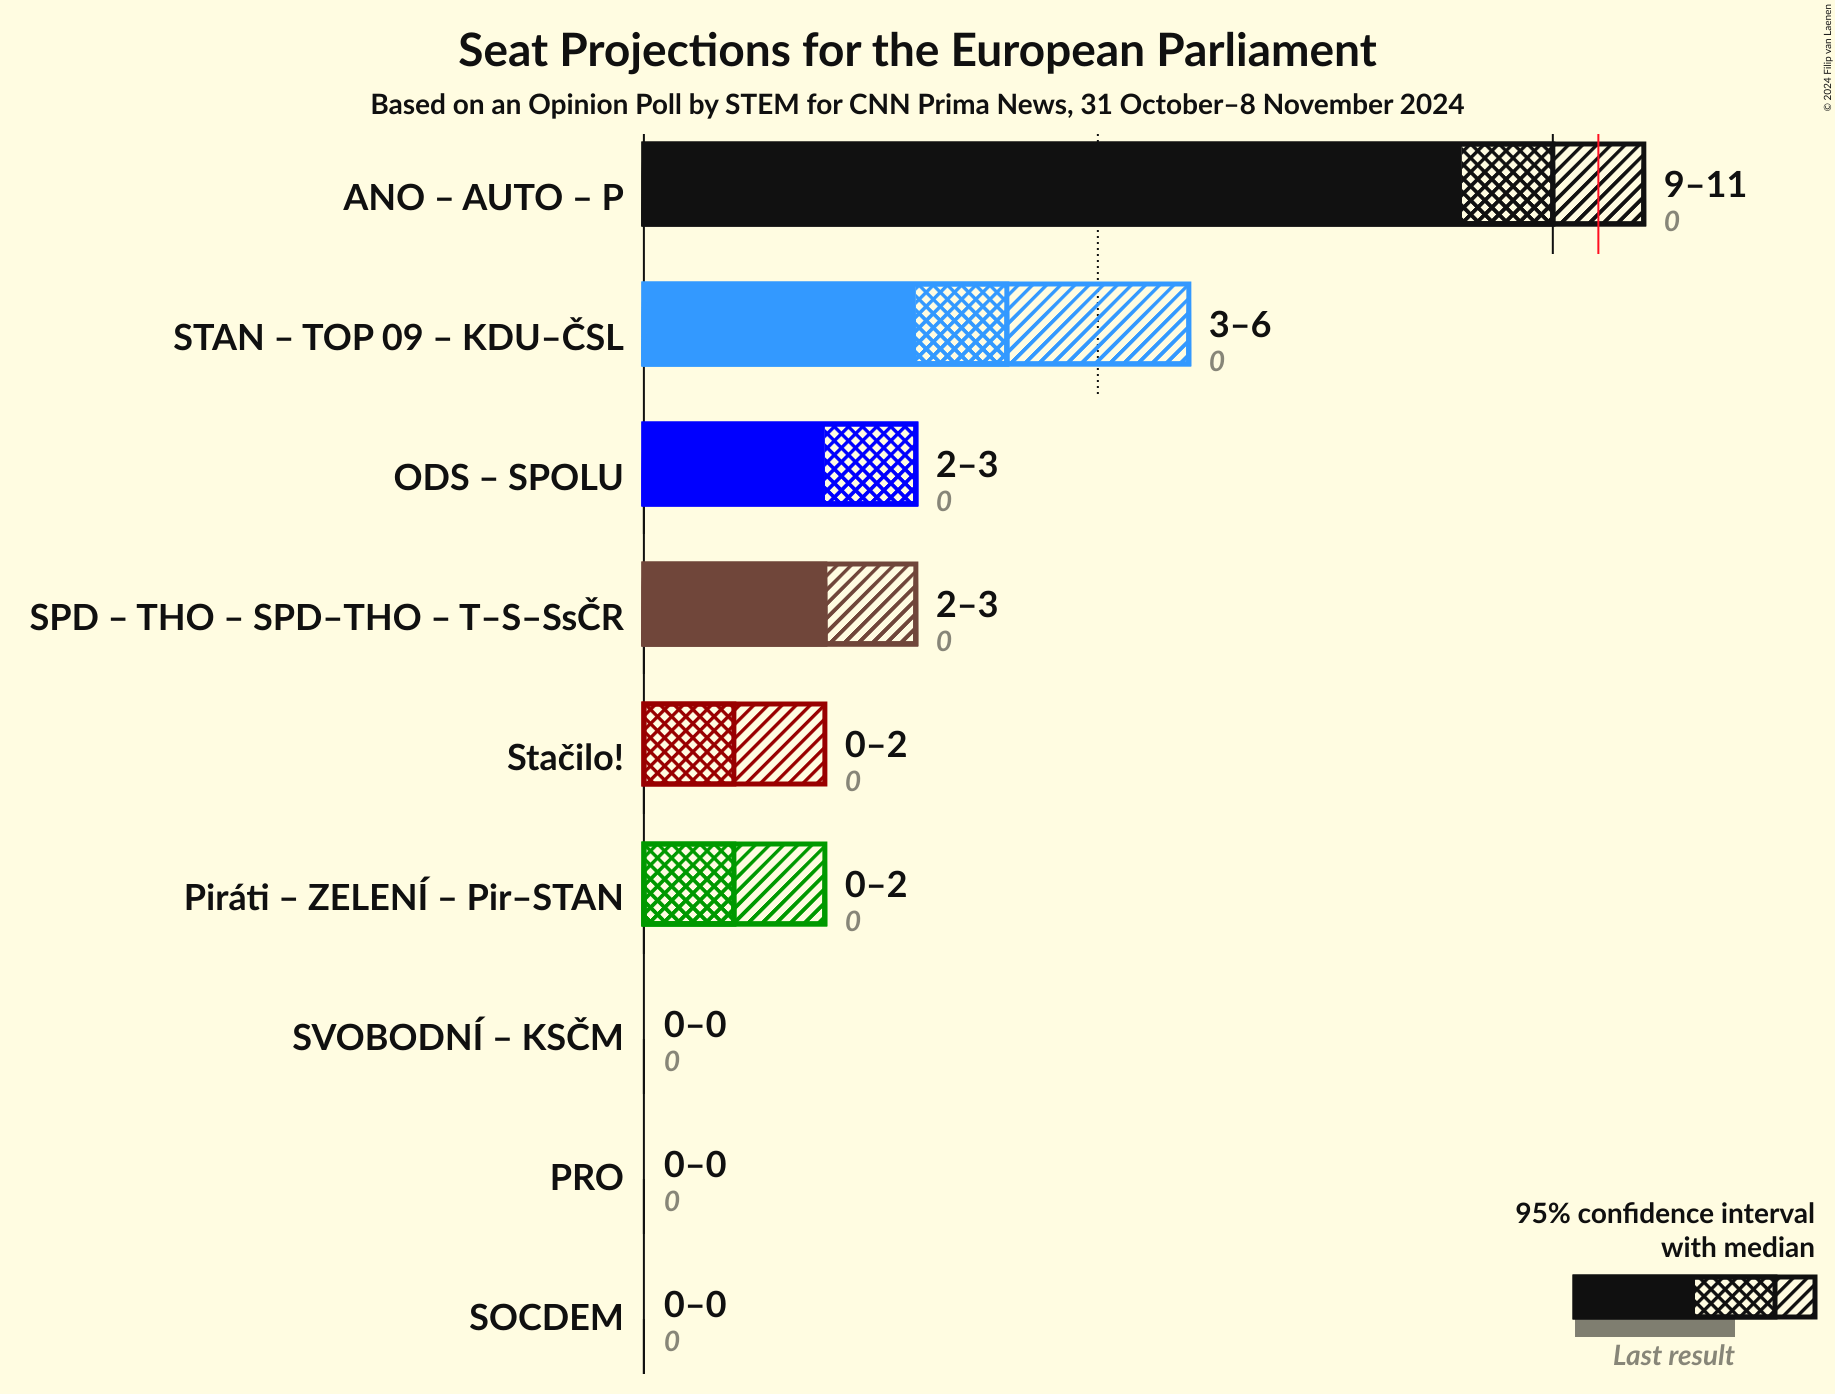 Seat Projections for the European Parliament
Based on an Opinion Poll by STEM for CNN Prima News, 31 October–8 November 2024
© 2024 Filip van Laenen
ANO – AUTO – P
9–11
0
STAN – TOP 09 – KDU–ČSL
3–6
0
ODS – SPOLU
2–3
0
SPD – THO – SPD–THO – T–S–SsČR
2–3
0
Stačilo!
0–2
0
Piráti – ZELENÍ – Pir–STAN
0–2
0
SVOBODNÍ – KSČM
0–0
0
PRO
0–0
0
SOCDEM
0–0
0
95% confidence interval
with median
Last result